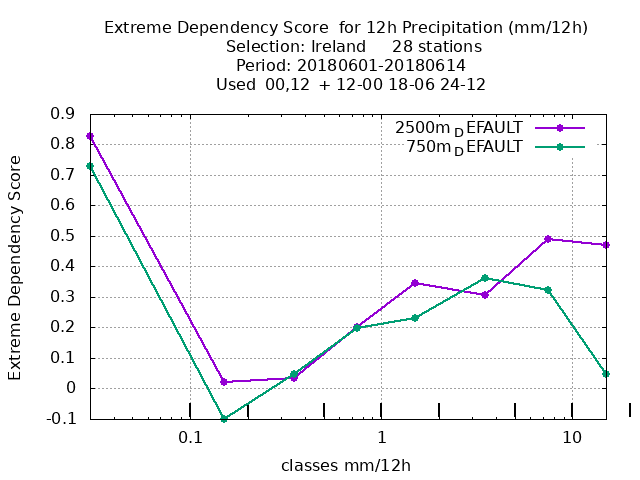 Extreme Dependency Score  for 12h Precipitation (mm/12h)
Selection: Ireland     28 stations
Period: 20180601-20180614
Used  00,12  + 12-00 18-06 24-12
2500m_DEFAULT
750m_DEFAULT
Extreme Dependency Score
0.9
0.8
0.7
0.6
0.5
0.4
0.3
0.2
0.1
0
-0.1
0.1 1 10
classes mm/12h